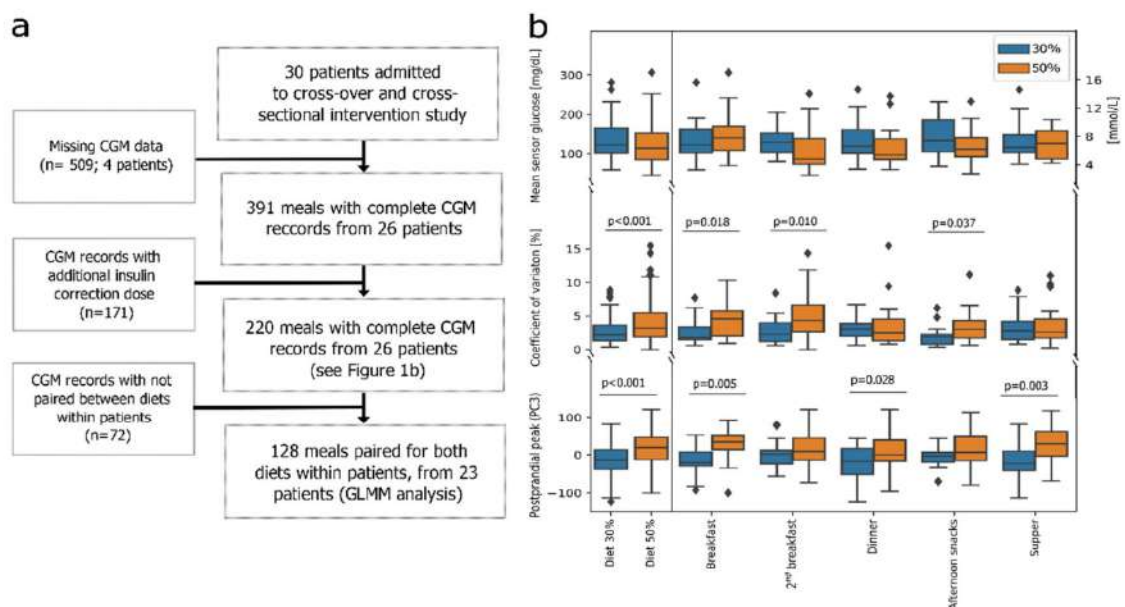 a
30 patients admitted
to cross-over and cross-
sectional intervention study
Missing CGM data
(n= 509; 4 patients)
391 meals with complete CGM
reccords from 26 patients
CGM records with
additional insulin
correction dose
(n=171)
220 meals with complete CGM
records from 26 patients
(see Figure 1b)
CGM records with not
paired between diets
within patients
(n=72)
128 meals paired for both
diets within patients, from 23
patients (GLMM analysis)
b
30%
50%
Mean sensor glucose [mg/dL]
300
200
100
16
12
8
4
[mmol/L]
Coefficient of variaton [%]
15
10
5
0
p<0.001
p=0.018
p=0.010
p=0.037
Postprandial peak (PC3)
100
0
−100
p<0.001
p=0.005
p=0.028
p=0.003
Diet 30%
Diet 50%
Breakfast
2nd breakfast
Dinner
Afternoon snacks
Supper